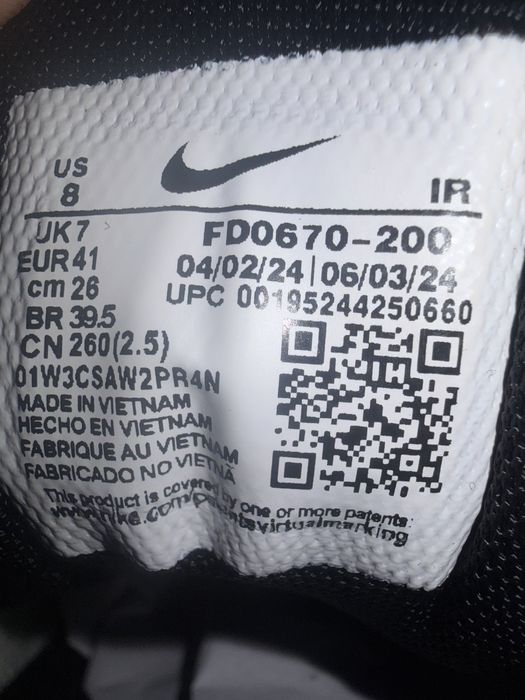 US
8
IR
UK 7
EUR 41
cm 26
BR 39.5
CN 260(2.5)
FD0670-200
04/02/24 | 06/03/24
UPC 00195244250660
01W3CSAW2PR4N
MADE IN VIETNAM
HECHO EN VIETNAM
FABRIQUE AU VIETNAM
FABRICADO NO VIETNÃ
This product is covered by one or more patents:
www.nike.com/patentsvirtualmarking